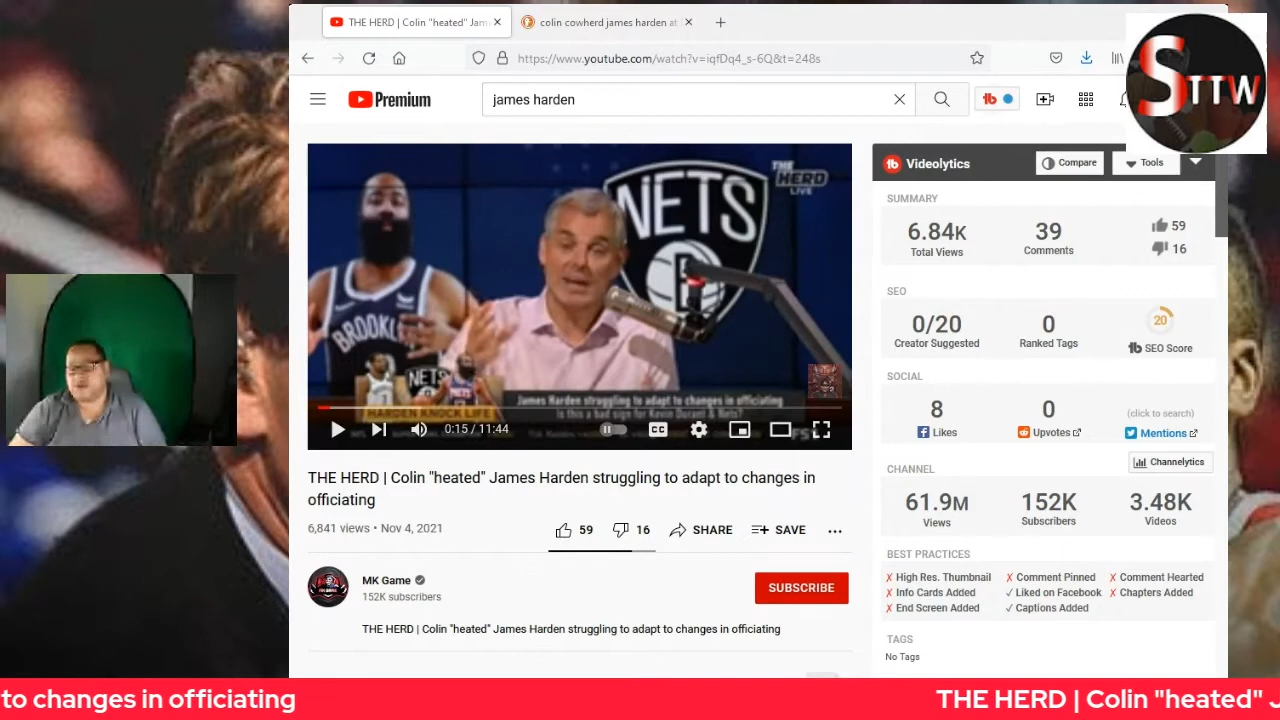 THE HERD | Colin "heated" Jam
colin cowherd james harden at
https://www.youtube.com/watch?v=iqfDq4_s-6Q&t=248s
STTW
Premium
james harden
THE HERD LIVE
NETS
BROOKLYN
NETS
James Harden struggling to adapt to changes in officiating
HARDEN KNOCK LIFE
Is this a bad sign for Kevin Durant & Nets?
0:15 / 11:44
CC
THE HERD | Colin "heated" James Harden struggling to adapt to changes in
officiating
6,841 views • Nov 4, 2021
59
16
SHARE
SAVE
MK Game
152K subscribers
SUBSCRIBE
THE HERD | Colin "heated" James Harden struggling to adapt to changes in officiating
tb Videolytics
Compare
Tools
SUMMARY
6.84K
Total Views
39
Comments
59
16
SEO
0/20
Creator Suggested
0
Ranked Tags
20
tb SEO Score
SOCIAL
8
Likes
0
Upvotes
(click to search)
Mentions
CHANNEL
Channelytics
61.9M
Views
152K
Subscribers
3.48K
Videos
BEST PRACTICES
✗ High Res. Thumbnail
✗ Comment Pinned
✗ Comment Hearted
✗ Info Cards Added
✓ Liked on Facebook
✗ Chapters Added
✗ End Screen Added
✓ Captions Added
TAGS
No Tags
to changes in officiating
THE HERD | Colin "heated" J